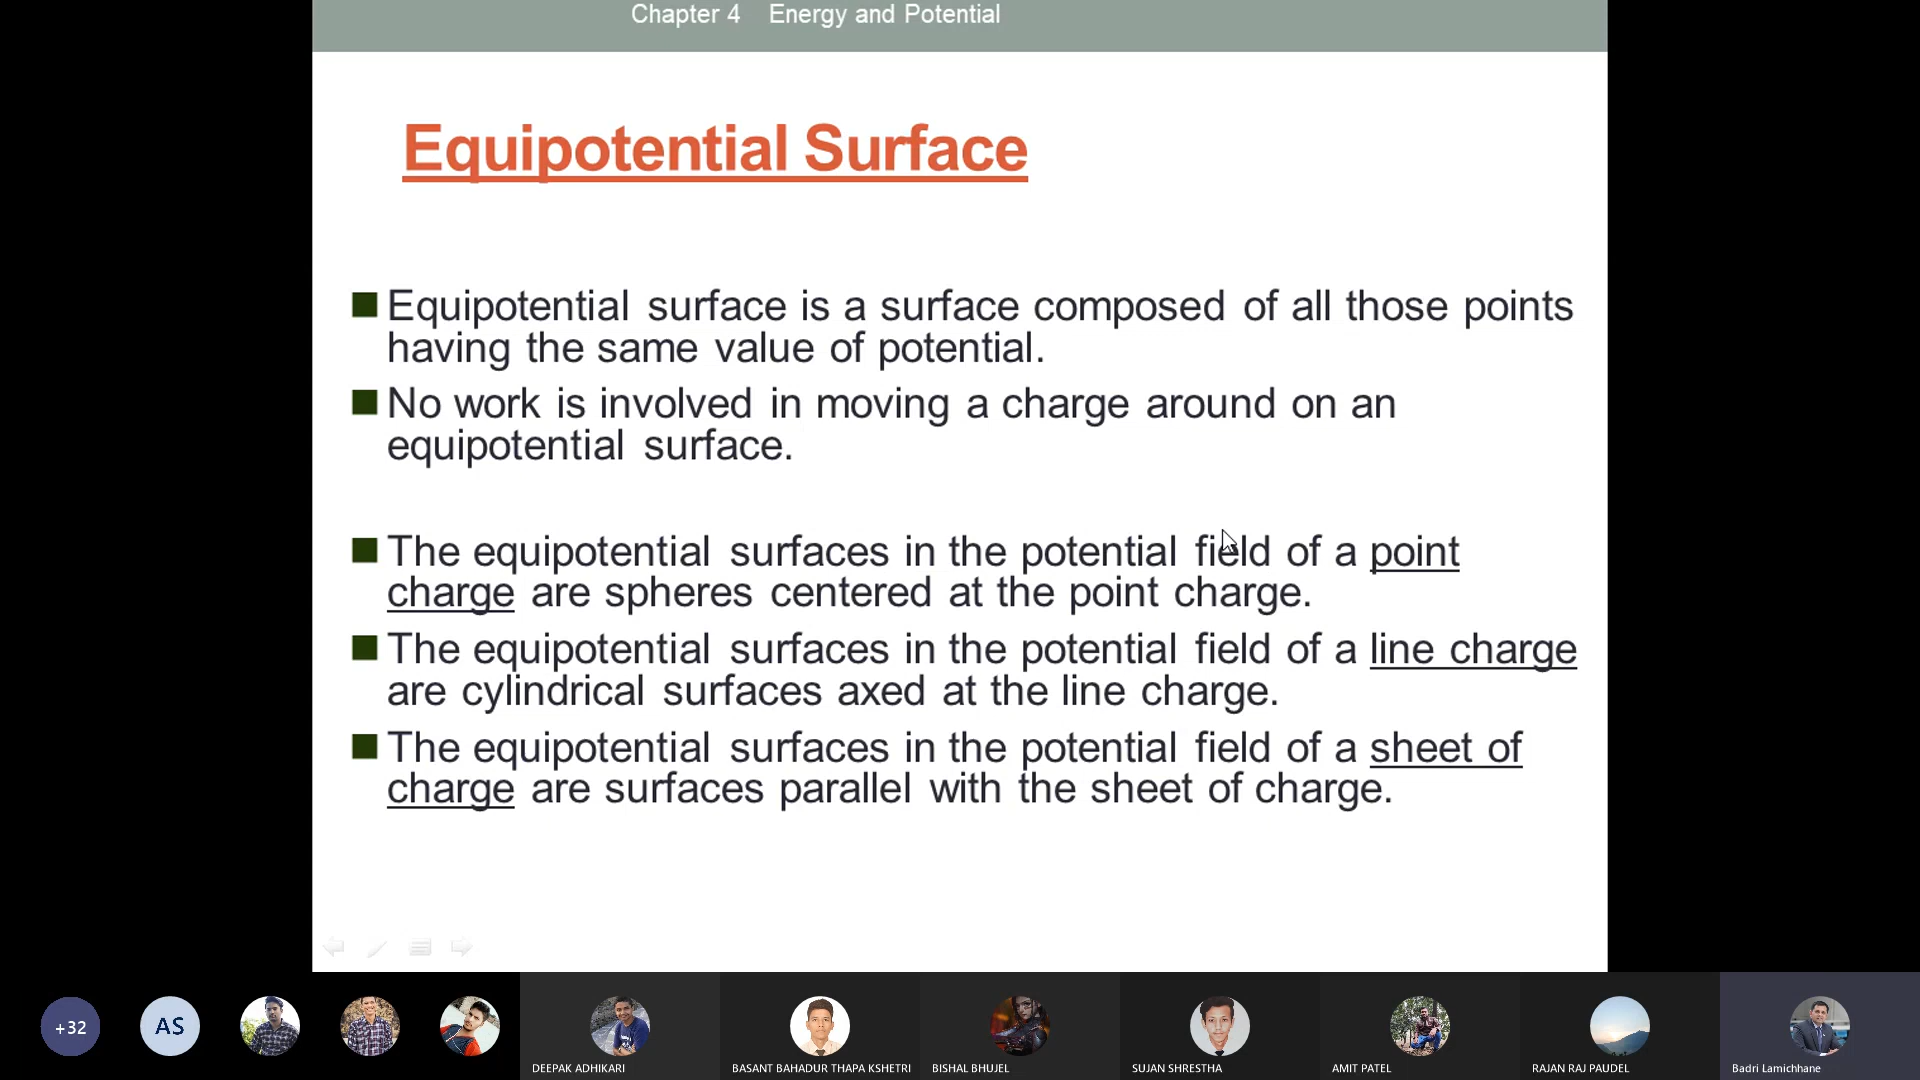 Chapter 4 Energy and Potential
Equipotential Surface
Equipotential surface is a surface composed of all those points
having the same value of potential.
No work is involved in moving a charge around on an
equipotential surface.
The equipotential surfaces in the potential field of a point
charge are spheres centered at the point charge.
The equipotential surfaces in the potential field of a line charge
are cylindrical surfaces axed at the line charge.
The equipotential surfaces in the potential field of a sheet of
charge are surfaces parallel with the sheet of charge.
+32
AS
DEEPAK ADHIKARI
BASANT BAHADUR THAPA KSHETRI
BISHAL BHUJEL
SUJAN SHRESTHA
AMIT PATEL
RAJAN RAJ PAUDEL
Badri Lamichhane